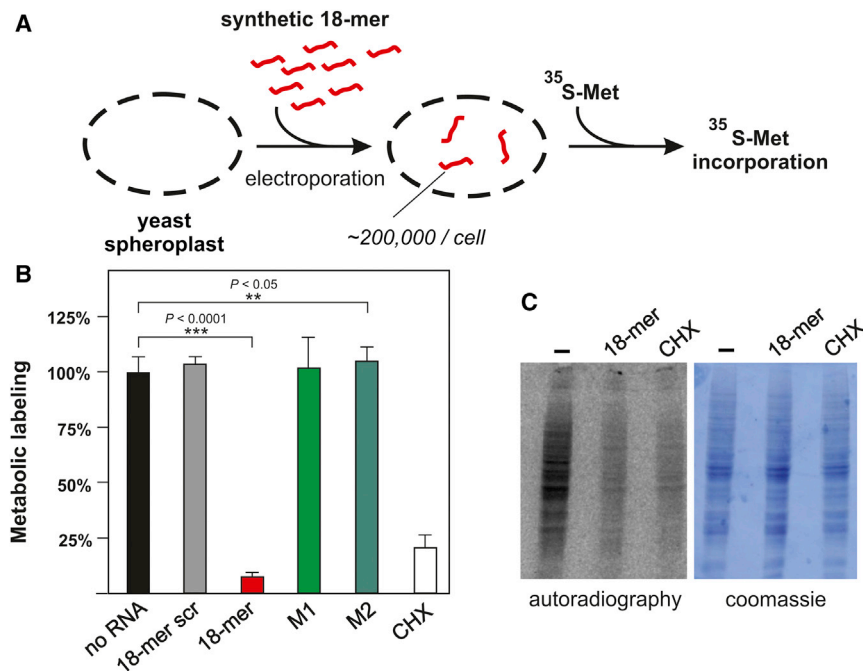 A
synthetic 18-mer
35S-Met
35S-Met
incorporation
electroporation
yeast
spheroplast
~200,000 / cell
B
Metabolic labeling
125%
100%
75%
50%
25%
P < 0.05
**
P < 0.0001
***
no RNA
18-mer scr
18-mer
M1
M2
CHX
C
–
18-mer
CHX
–
18-mer
CHX
autoradiography
coomassie